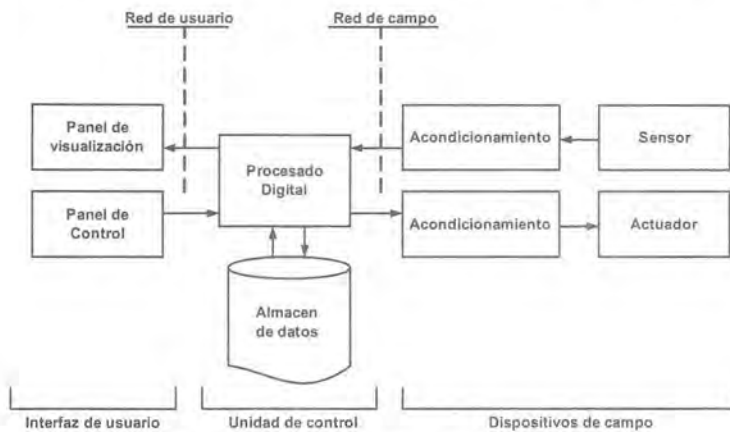 Red de usuario
Red de campo
Panel de
visualización
Procesado
Digital
Acondicionamiento
Sensor
Panel de
Control
Acondicionamiento
Actuador
Almacen
de datos
Interfaz de usuario
Unidad de control
Dispositivos de campo